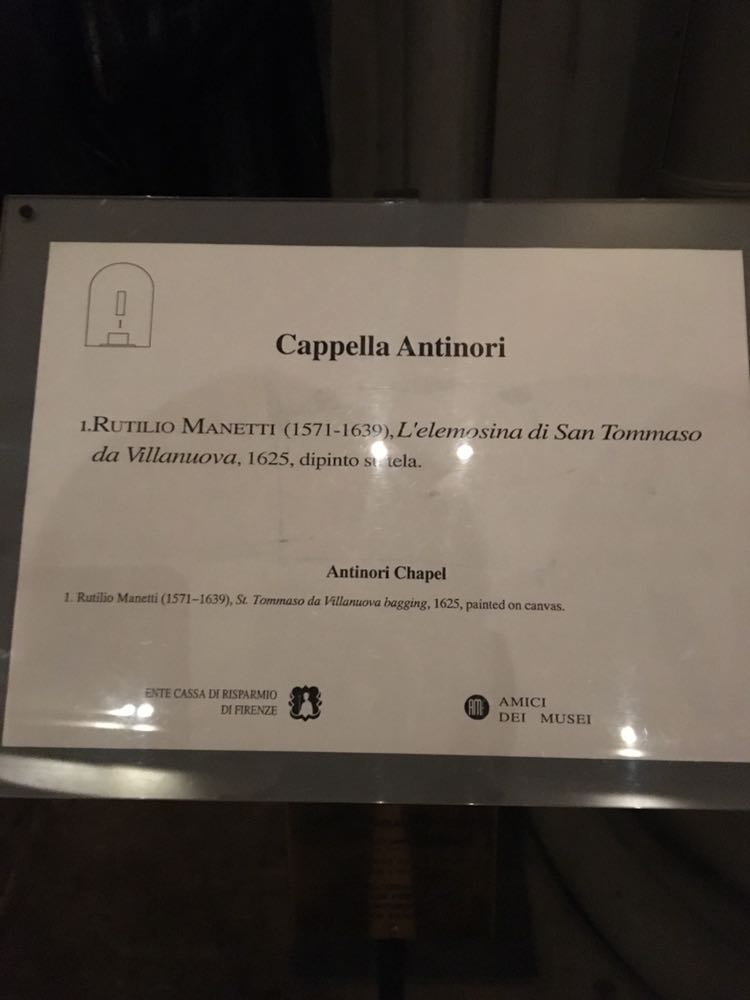 1
Cappella Antinori
1.RUTILIO MANETTI (1571-1639), L'elemosina di San Tommaso
da Villanuova, 1625, dipinto su tela.
Antinori Chapel
1. Rutilio Manetti (1571–1639), St. Tommaso da Villanuova bagging, 1625, painted on canvas.
ENTE CASSA DI RISPARMIO
DI FIRENZE
AMICI
DEI MUSEI